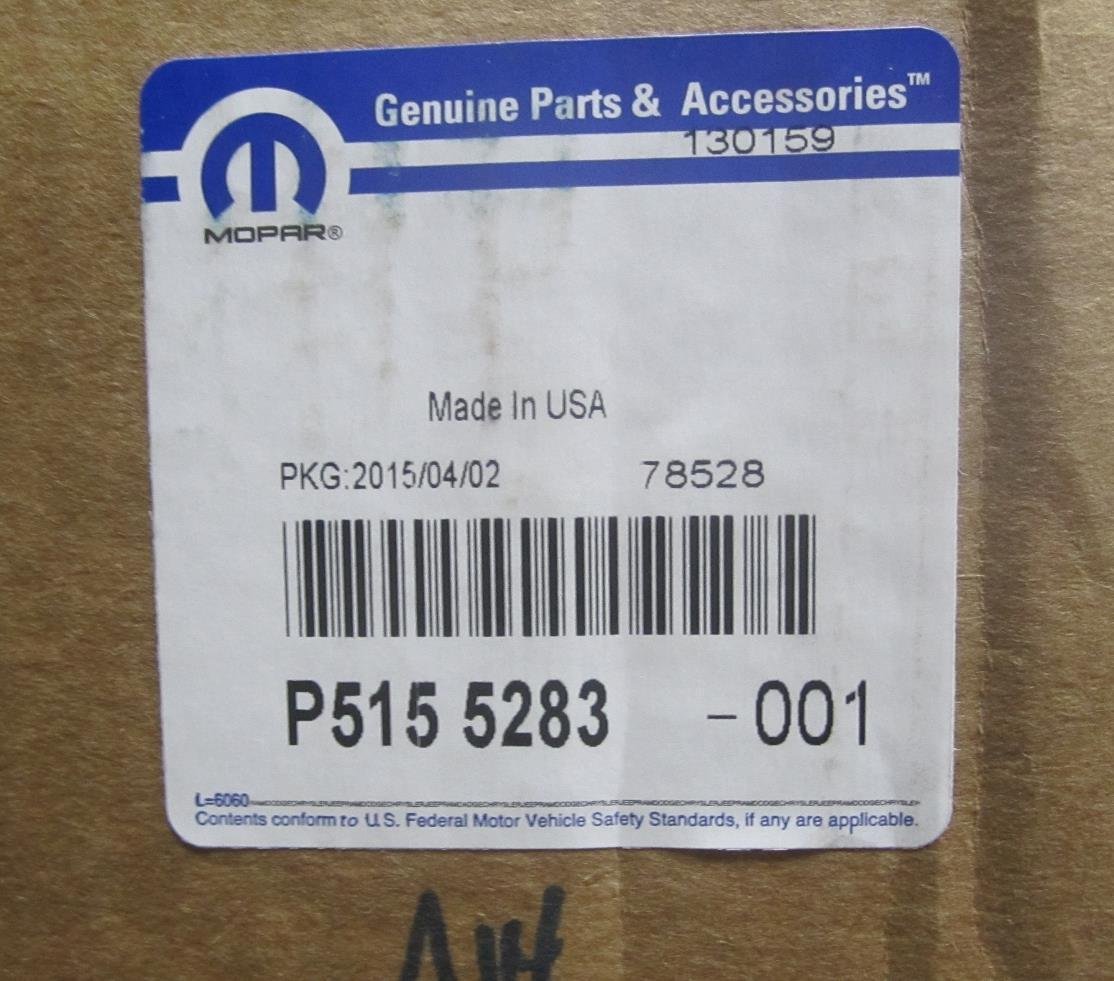 Genuine Parts & Accessories™
130159
MOPAR®
Made In USA
PKG:2015/04/02 78528
P515 5283 -001
L=6060
Contents conform to U.S. Federal Motor Vehicle Safety Standards, if any are applicable.